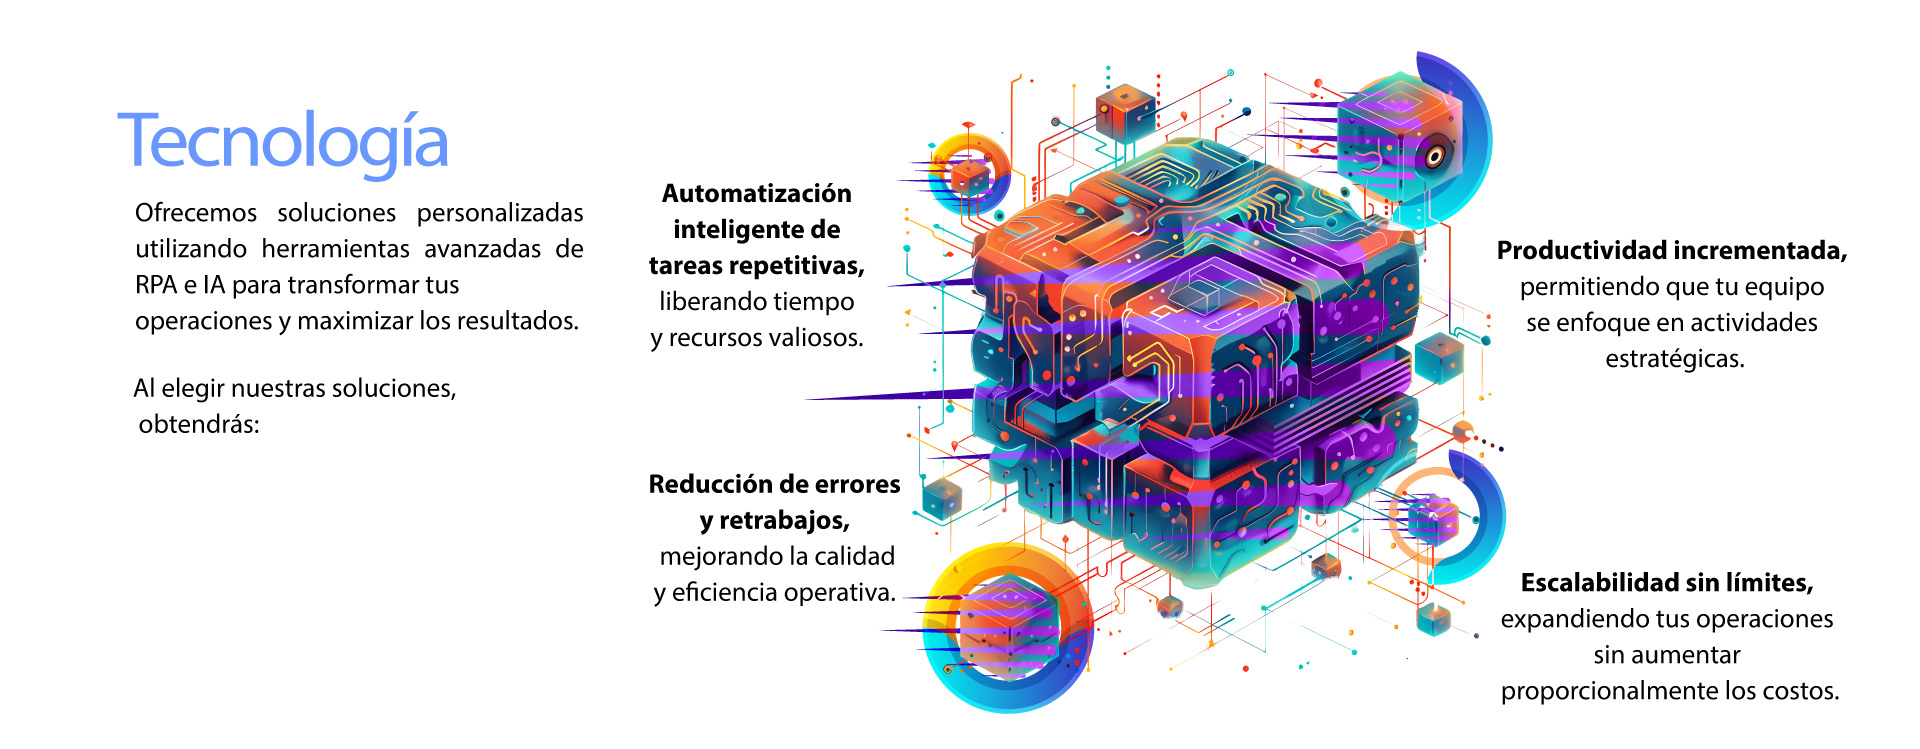 Tecnología
Ofrecemos soluciones personalizadas
utilizando herramientas avanzadas de
RPA e IA para transformar tus
operaciones y maximizar los resultados.
Al elegir nuestras soluciones,
obtendrás:
Automatización
inteligente de
tareas repetitivas,
liberando tiempo
y recursos valiosos.
Reducción de errores
y retrabajos,
mejorando la calidad
y eficiencia operativa.
Productividad incrementada,
permitiendo que tu equipo
se enfoque en actividades
estratégicas.
Escalabilidad sin límites,
expandiendo tus operaciones
sin aumentar
proporcionalmente los costos.